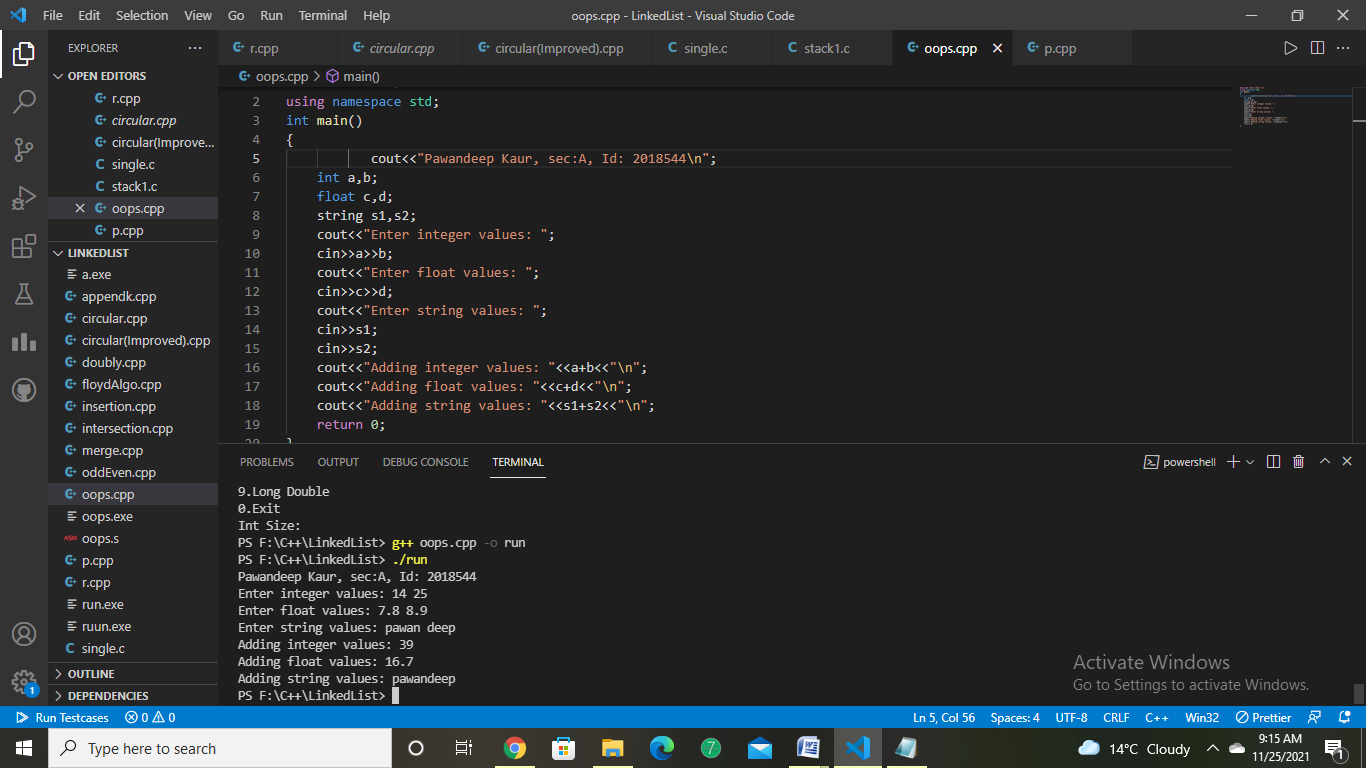 File Edit Selection View Go Run Terminal Help
oops.cpp - LinkedList - Visual Studio Code
EXPLORER
OPEN EDITORS
r.cpp
circular.cpp
circular(Improve...
single.c
stack1.c
oops.cpp
p.cpp
LINKEDLIST
a.exe
appendk.cpp
circular.cpp
circular(Improved).cpp
doubly.cpp
floydAlgo.cpp
insertion.cpp
intersection.cpp
merge.cpp
oddEven.cpp
oops.cpp
oops.exe
ASM oops.s
p.cpp
r.cpp
run.exe
ruun.exe
single.c
OUTLINE
DEPENDENCIES
r.cpp circular.cpp circular(Improved).cpp single.c stack1.c oops.cpp p.cpp
oops.cpp > main()
2 using namespace std;
3 int main()
4 {
5 cout<<"Pawandeep Kaur, sec:A, Id: 2018544\n";
6 int a,b;
7 float c,d;
8 string s1,s2;
9 cout<<"Enter integer values: ";
10 cin>>a>>b;
11 cout<<"Enter float values: ";
12 cin>>c>>d;
13 cout<<"Enter string values: ";
14 cin>>s1;
15 cin>>s2;
16 cout<<"Adding integer values: "<<a+b<<"\n";
17 cout<<"Adding float values: "<<c+d<<"\n";
18 cout<<"Adding string values: "<<s1+s2<<"\n";
19 return 0;
20 }
PROBLEMS OUTPUT DEBUG CONSOLE TERMINAL
powershell
9.Long Double
0.Exit
Int Size:
PS F:\C++\LinkedList> g++ oops.cpp -o run
PS F:\C++\LinkedList> ./run
Pawandeep Kaur, sec:A, Id: 2018544
Enter integer values: 14 25
Enter float values: 7.8 8.9
Enter string values: pawan deep
Adding integer values: 39
Adding float values: 16.7
Adding string values: pawandeep
PS F:\C++\LinkedList>
Activate Windows
Go to Settings to activate Windows.
1
Run Testcases 0 0
Ln 5, Col 56 Spaces: 4 UTF-8 CRLF C++ Win32 Prettier
Type here to search
7
14°C Cloudy
9:15 AM
11/25/2021
1